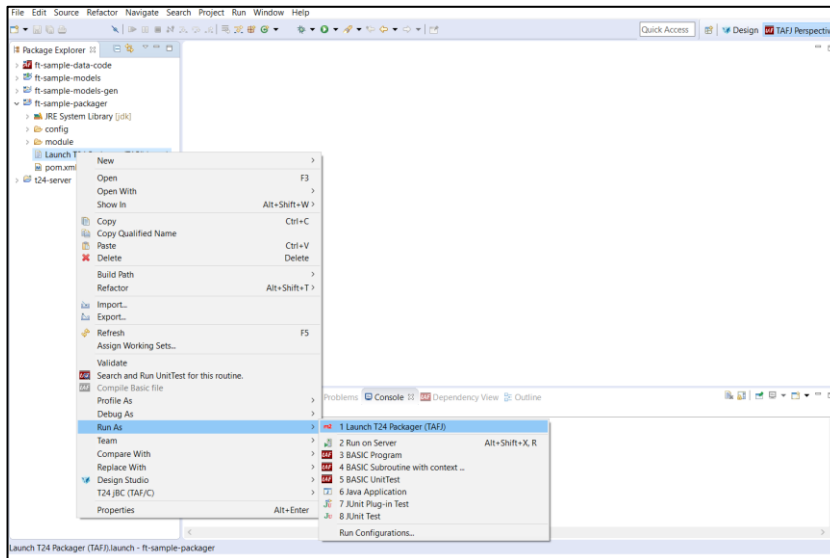 File Edit Source Refactor Navigate Search Project Run Window Help
Quick Access Design TAFJ Perspectiv
Package Explorer
ft-sample-data-code
ft-sample-models
ft-sample-models-gen
ft-sample-packager
JRE System Library [jdk]
config
module
Launch T
pom.xml
t24-server
New
Open F3
Open With
Show In Alt+Shift+W
Copy Ctrl+C
Copy Qualified Name
Paste Ctrl+V
Delete Delete
Build Path
Refactor Alt+Shift+T
Import...
Export...
Refresh F5
Assign Working Sets...
Validate
Search and Run UnitTest for this routine.
Compile Basic file
Profile As
Debug As
Run As
Team
Compare With
Replace With
Design Studio
T24 jBC (TAF/C)
Properties Alt+Enter
Problems Console Dependency View Outline
1 Launch T24 Packager (TAFJ)
2 Run on Server Alt+Shift+X, R
3 BASIC Program
4 BASIC Subroutine with context ...
5 BASIC UnitTest
6 Java Application
7 JUnit Plug-in Test
8 JUnit Test
Run Configurations...
Launch T24 Packager (TAFJ).launch - ft-sample-packager